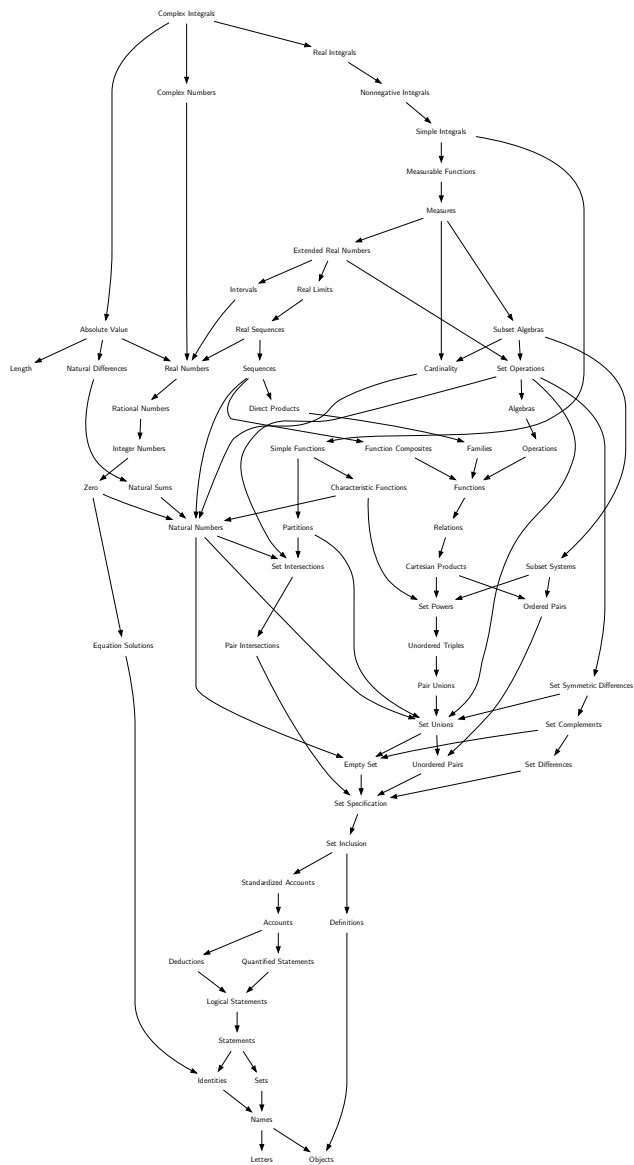 Complex Integrals
Real Integrals
Complex Numbers
Nonnegative Integrals
Simple Integrals
Measurable Functions
Measures
Extended Real Numbers
Intervals
Real Limits
Absolute Value
Real Sequences
Subset Algebras
Length
Natural Differences
Real Numbers
Sequences
Cardinality
Set Operations
Rational Numbers
Direct Products
Algebras
Integer Numbers
Simple Functions
Function Composites
Families
Operations
Zero
Natural Sums
Characteristic Functions
Functions
Natural Numbers
Partitions
Relations
Set Intersections
Cartesian Products
Subset Systems
Set Powers
Ordered Pairs
Equation Solutions
Pair Intersections
Unordered Triples
Pair Unions
Set Symmetric Differences
Set Unions
Set Complements
Empty Set
Unordered Pairs
Set Differences
Set Specification
Set Inclusion
Standardized Accounts
Accounts
Definitions
Deductions
Quantified Statements
Logical Statements
Statements
Identities
Sets
Names
Letters
Objects